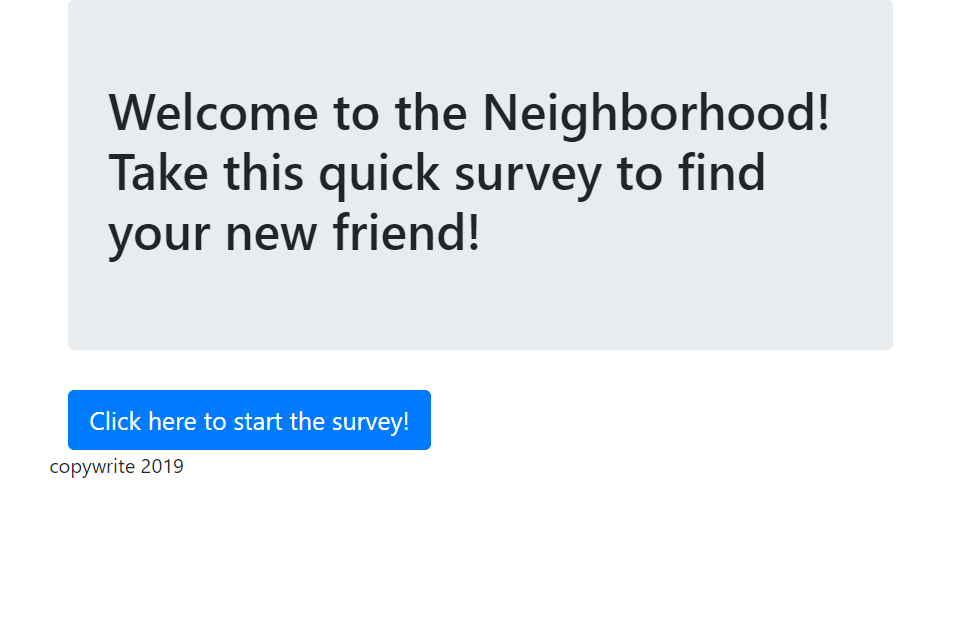 Welcome to the Neighborhood!
Take this quick survey to find
your new friend!
Click here to start the survey!
copywrite 2019